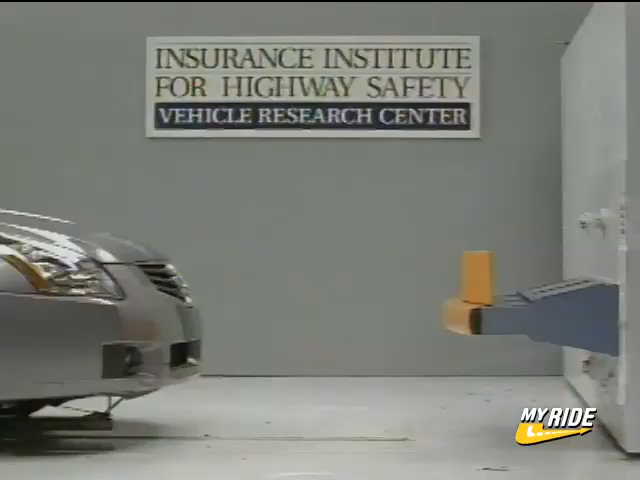 INSURANCE INSTITUTE
FOR HIGHWAY SAFETY
VEHICLE RESEARCH CENTER
MY RIDE